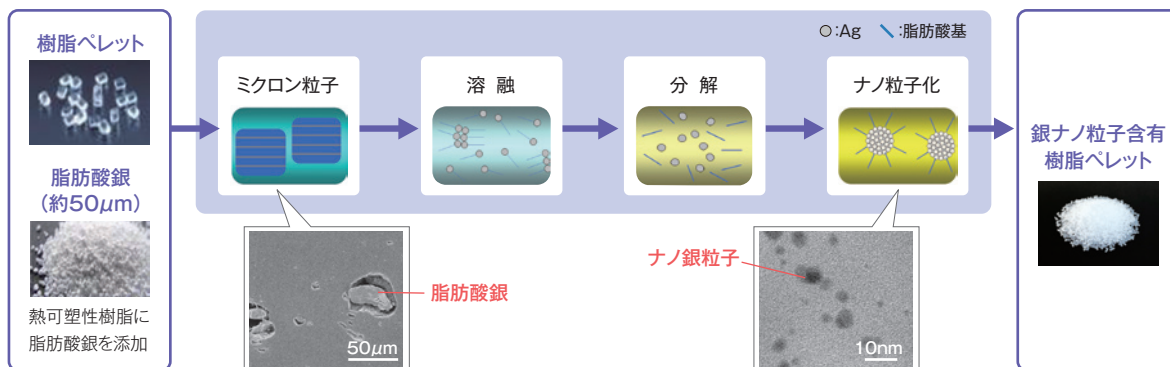 樹脂ペレット
脂肪酸銀
(約50μm)
熱可塑性樹脂に
脂肪酸銀を添加
○:Ag ＼:脂肪酸基
ミクロン粒子
溶 融
分 解
ナノ粒子化
脂肪酸銀
50μm
ナノ銀粒子
10nm
銀ナノ粒子含有
樹脂ペレット